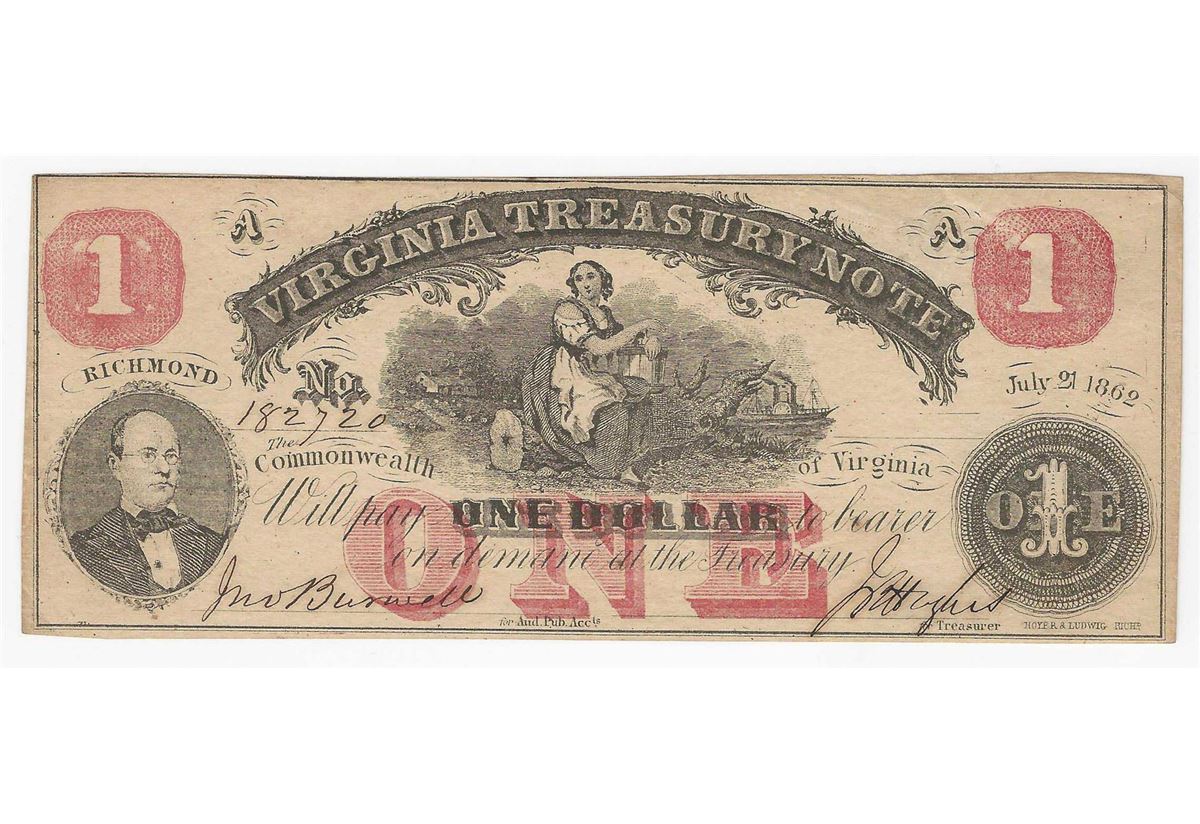 1 A VIRGINIA TREASURY NOTE A 1
RICHMOND
No. 182720
July 21 1862
The Commonwealth of Virginia
Will pay ONE DOLLAR to bearer
on demand at the Treasury
ONE
O 1 E
Jno Burwell
for Aud. Pub. Accts
for Treasurer
HOYER & LUDWIG RICHD